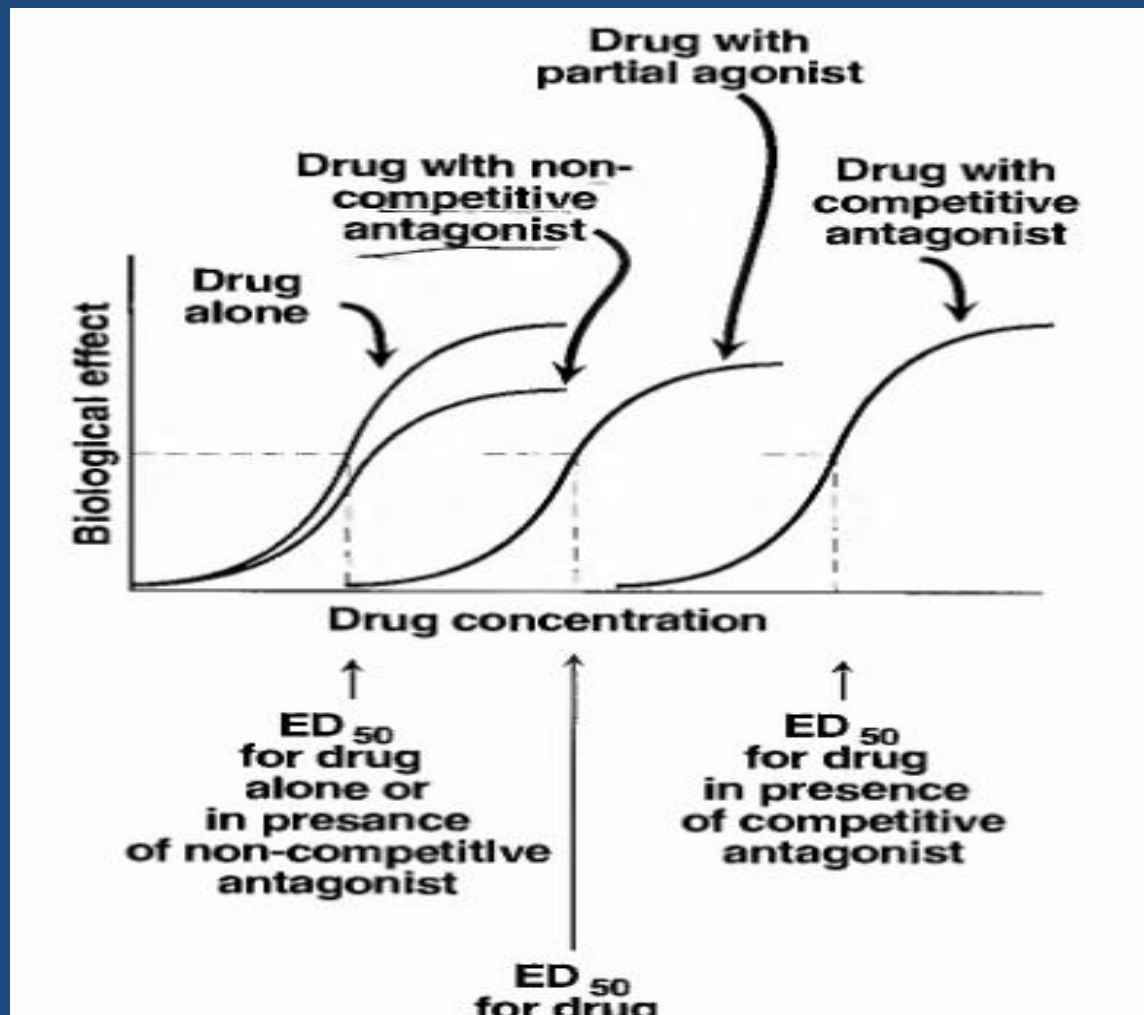 Drug with
partial agonist
Drug with non-
competitive
antagonist
Drug with
competitive
antagonist
Drug
alone
Biological effect
Drug concentration
ED 50
for drug
alone or
in presance
of non-competitive
antagonist
ED 50
for drug
in presence
of competitive
antagonist
ED 50
for drug